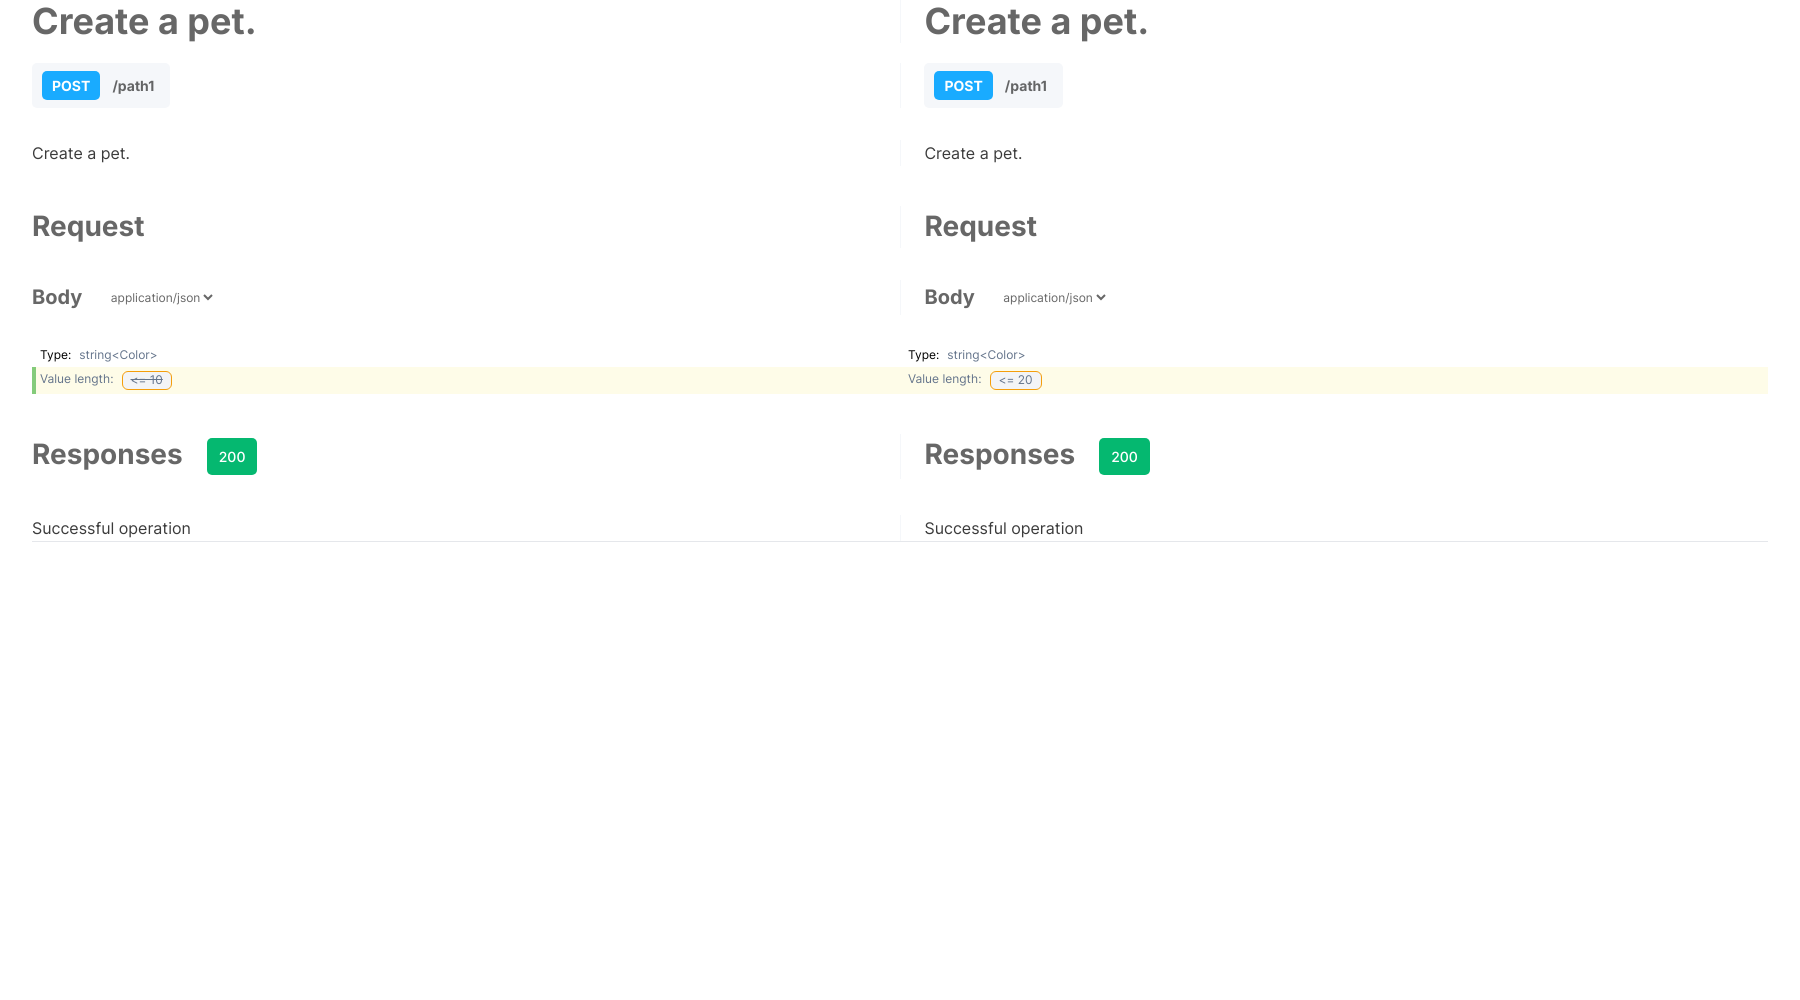 Create a pet.
Create a pet.
POST /path1
POST /path1
Create a pet.
Create a pet.
Request
Request
Body application/json
Body application/json
Type: string<Color>
Type: string<Color>
Value length: <= 10
Value length: <= 20
Responses 200
Responses 200
Successful operation
Successful operation